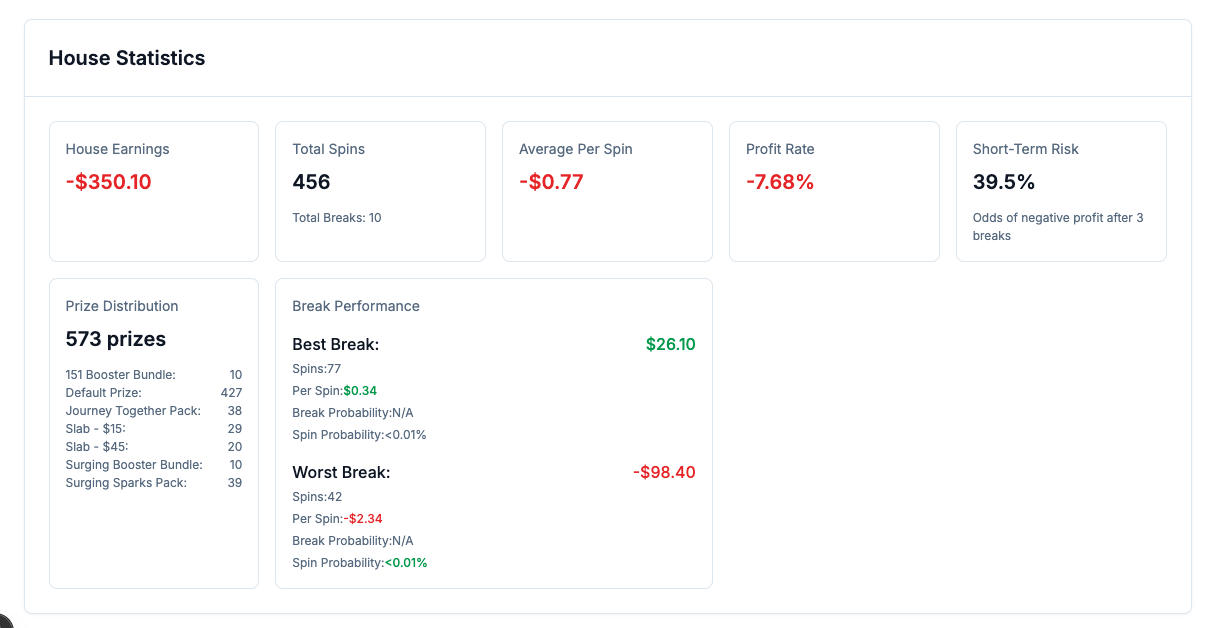 House Statistics
House Earnings
-$350.10
Total Spins
456
Total Breaks: 10
Average Per Spin
-$0.77
Profit Rate
-7.68%
Short-Term Risk
39.5%
Odds of negative profit after 3
breaks
Prize Distribution
573 prizes
151 Booster Bundle: 10
Default Prize: 427
Journey Together Pack: 38
Slab - $15: 29
Slab - $45: 20
Surging Booster Bundle: 10
Surging Sparks Pack: 39
Break Performance
Best Break: $26.10
Spins:77
Per Spin:$0.34
Break Probability:N/A
Spin Probability:<0.01%
Worst Break: -$98.40
Spins:42
Per Spin:-$2.34
Break Probability:N/A
Spin Probability:<0.01%